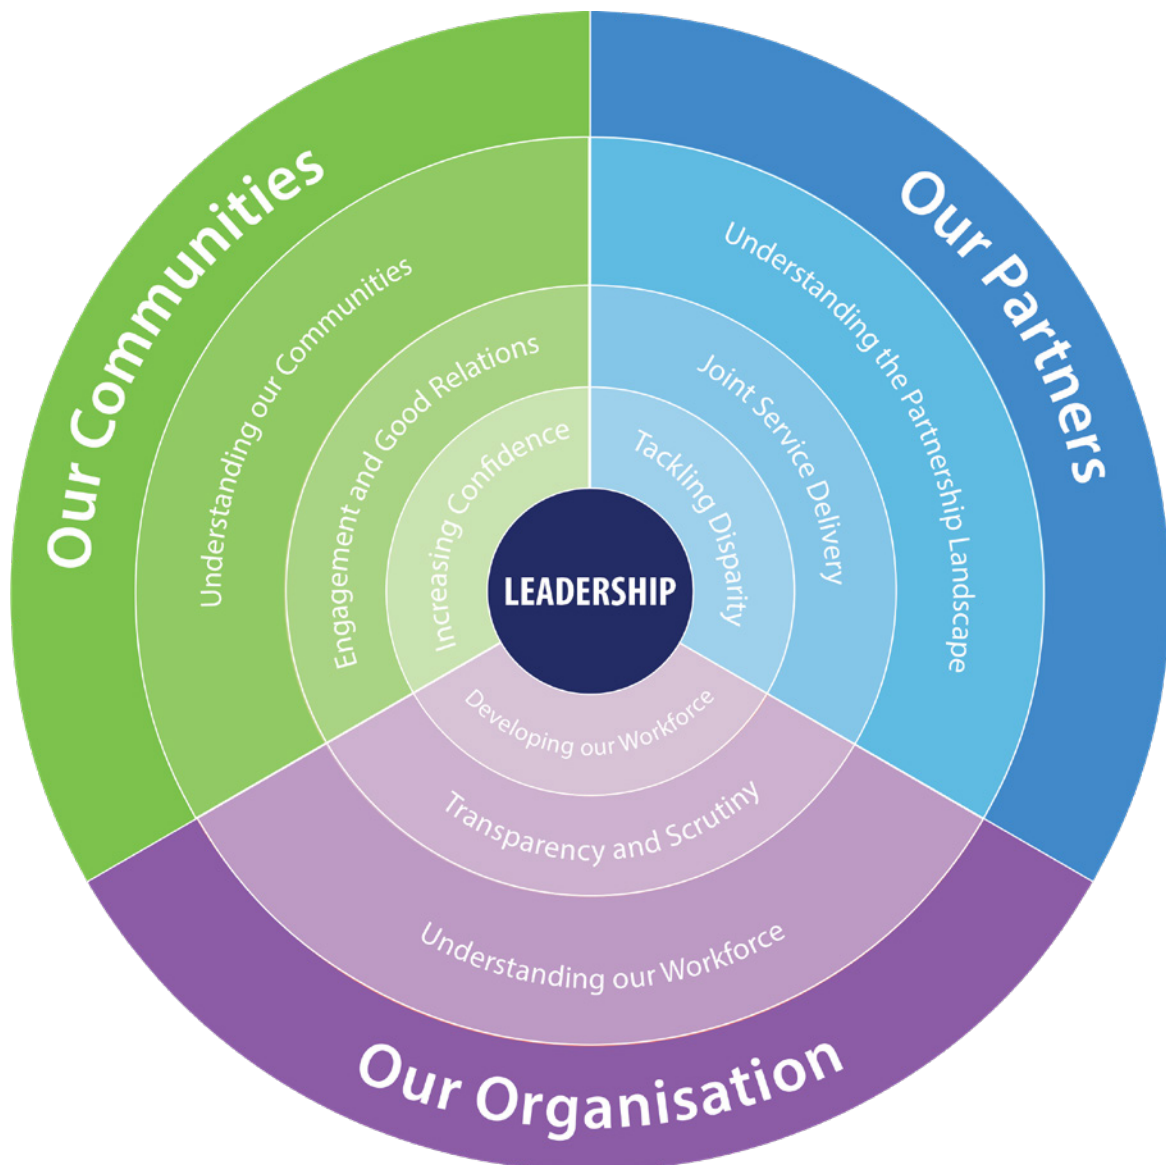 Our Communities
Understanding our Communities
Engagement and Good Relations
Increasing Confidence
Our Partners
Understanding the Partnership Landscape
Joint Service Delivery
Tackling Disparity
LEADERSHIP
Developing our Workforce
Transparency and Scrutiny
Understanding our Workforce
Our Organisation